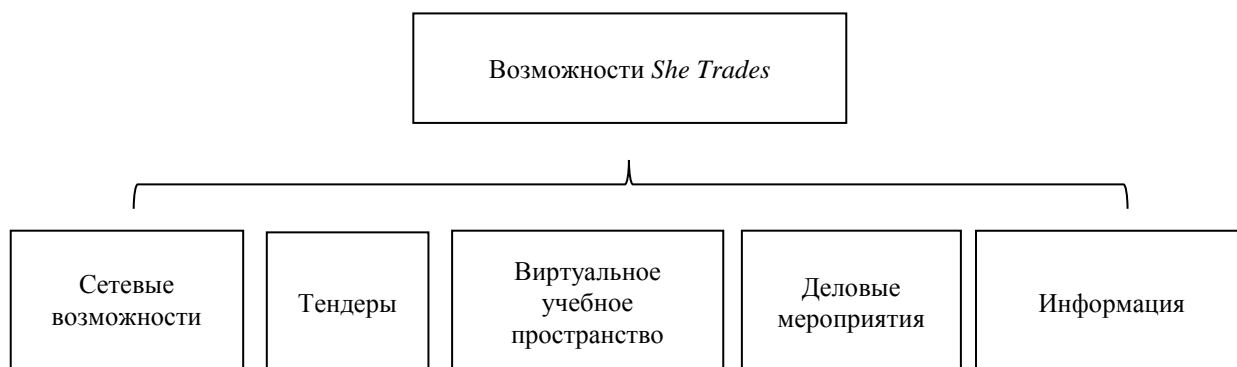 Возможности She Trades
Сетевые
возможности
Тендеры
Виртуальное
учебное
пространство
Деловые
мероприятия
Информация